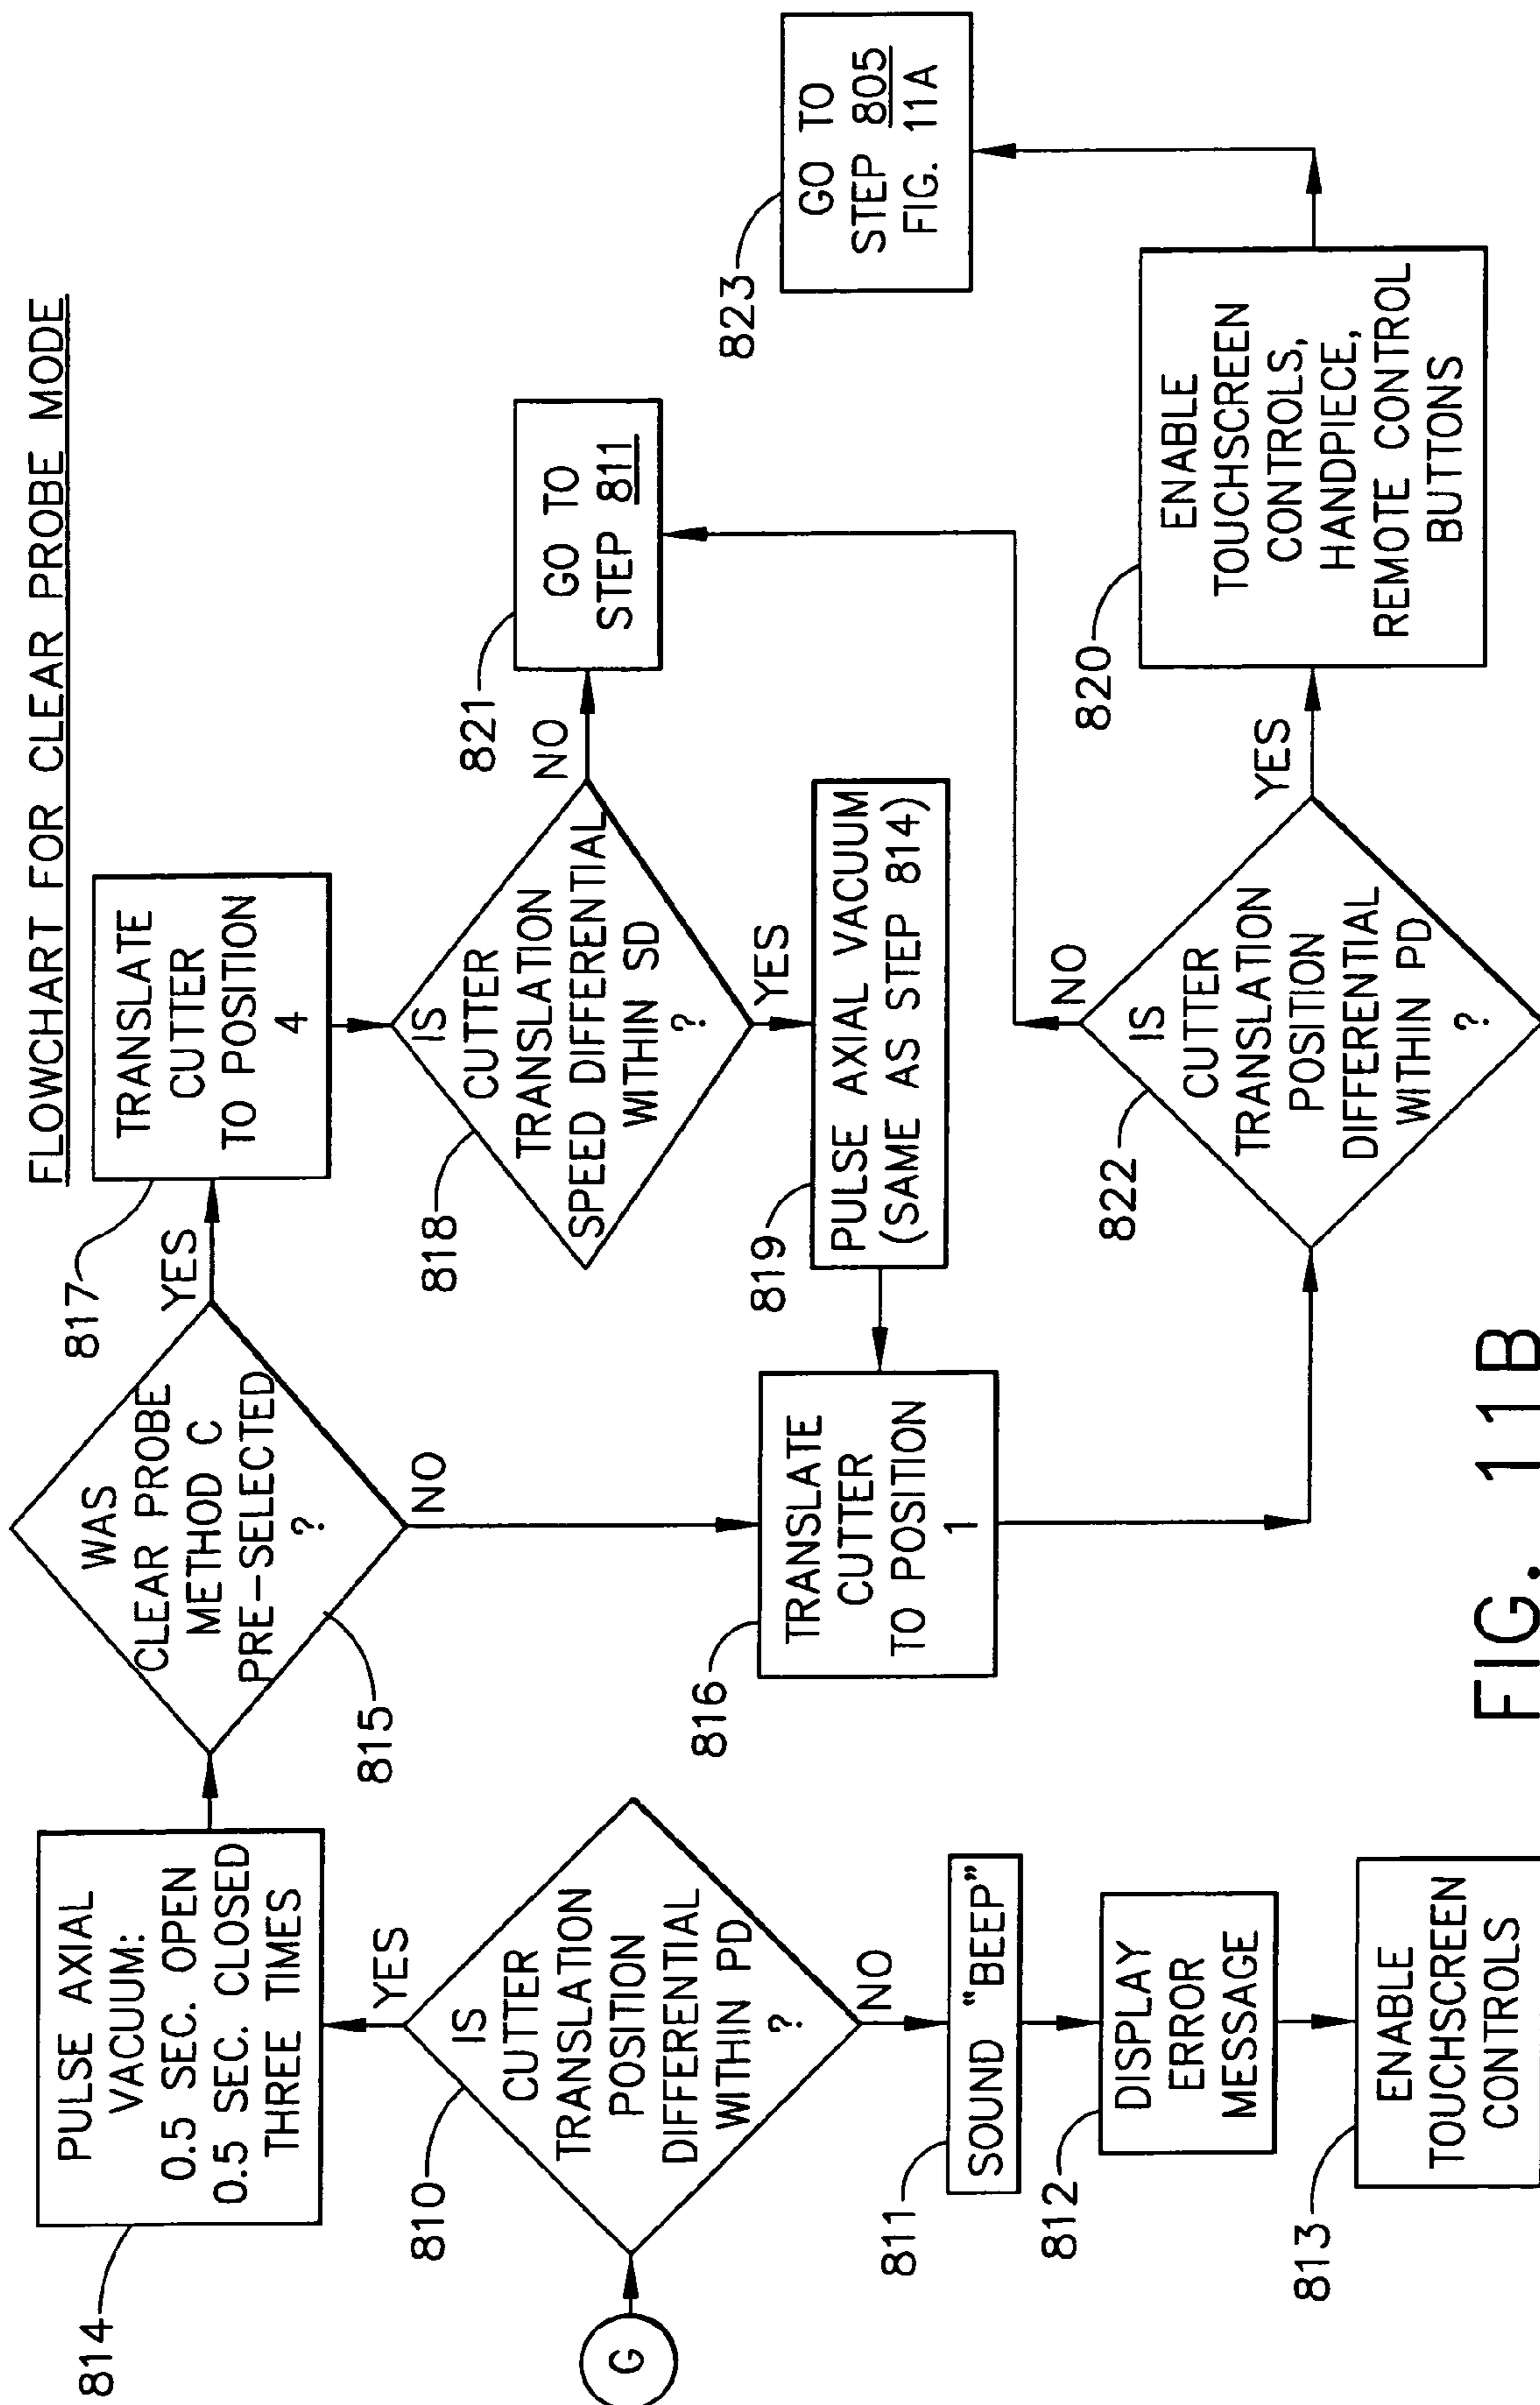 FLOWCHART FOR CLEAR PROBE MODE
814
PULSE AXIAL
VACUUM:
0.5 SEC. OPEN
0.5 SEC. CLOSED
THREE TIMES
YES
G
810
IS
CUTTER
TRANSLATION
POSITION
DIFFERENTIAL
WITHIN PD
?
NO
811
SOUND "BEEP"
812
DISPLAY
ERROR
MESSAGE
813
ENABLE
TOUCHSCREEN
CONTROLS
815
WAS
CLEAR PROBE
METHOD C
PRE-SELECTED
?
YES
NO
816
TRANSLATE
CUTTER
TO POSITION
1
817
TRANSLATE
CUTTER
TO POSITION
4
818
IS
CUTTER
TRANSLATION
SPEED DIFFERENTIAL
WITHIN SD
?
NO
YES
819
PULSE AXIAL VACUUM
(SAME AS STEP 814)
821
GO TO
STEP 811
822
IS
CUTTER
TRANSLATION
POSITION
DIFFERENTIAL
WITHIN PD
?
NO
YES
820
ENABLE
TOUCHSCREEN
CONTROLS,
HANDPIECE,
REMOTE CONTROL
BUTTONS
823
GO TO
STEP 805
FIG. 11A
FIG. 11B